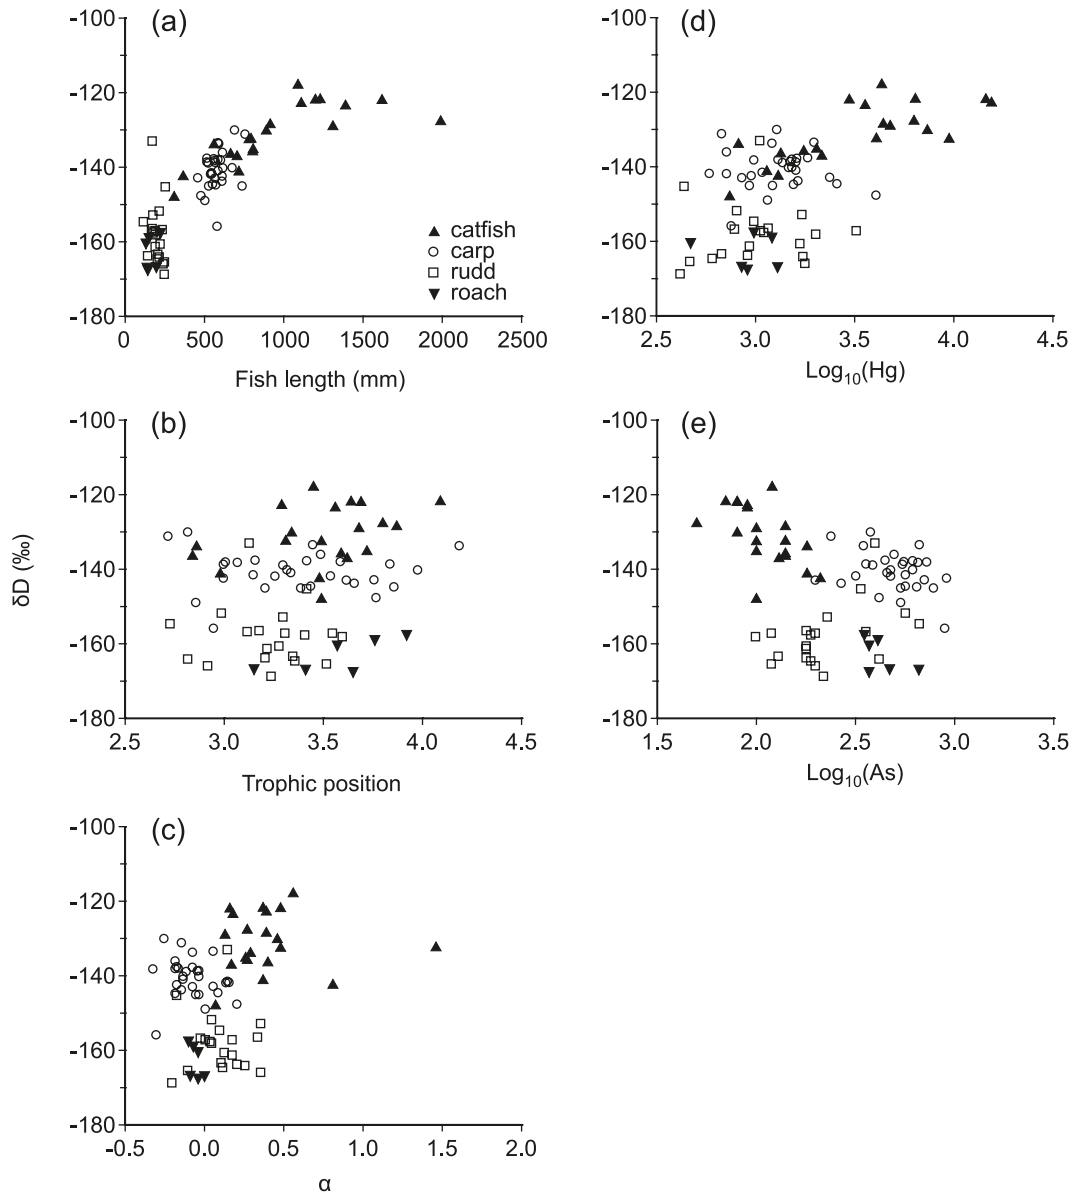 (a)
-100
-120
-140
-160
-180
0 500 1000 1500 2000 2500
Fish length (mm)
catfish
carp
rudd
roach
(d)
-100
-120
-140
-160
-180
2.5 3.0 3.5 4.0 4.5
Log10(Hg)
(b)
-100
-120
-140
-160
-180
2.5 3.0 3.5 4.0 4.5
Trophic position
δD (‰)
(e)
-100
-120
-140
-160
-180
1.5 2.0 2.5 3.0 3.5
Log10(As)
(c)
-100
-120
-140
-160
-180
-0.5 0.0 0.5 1.0 1.5 2.0
α